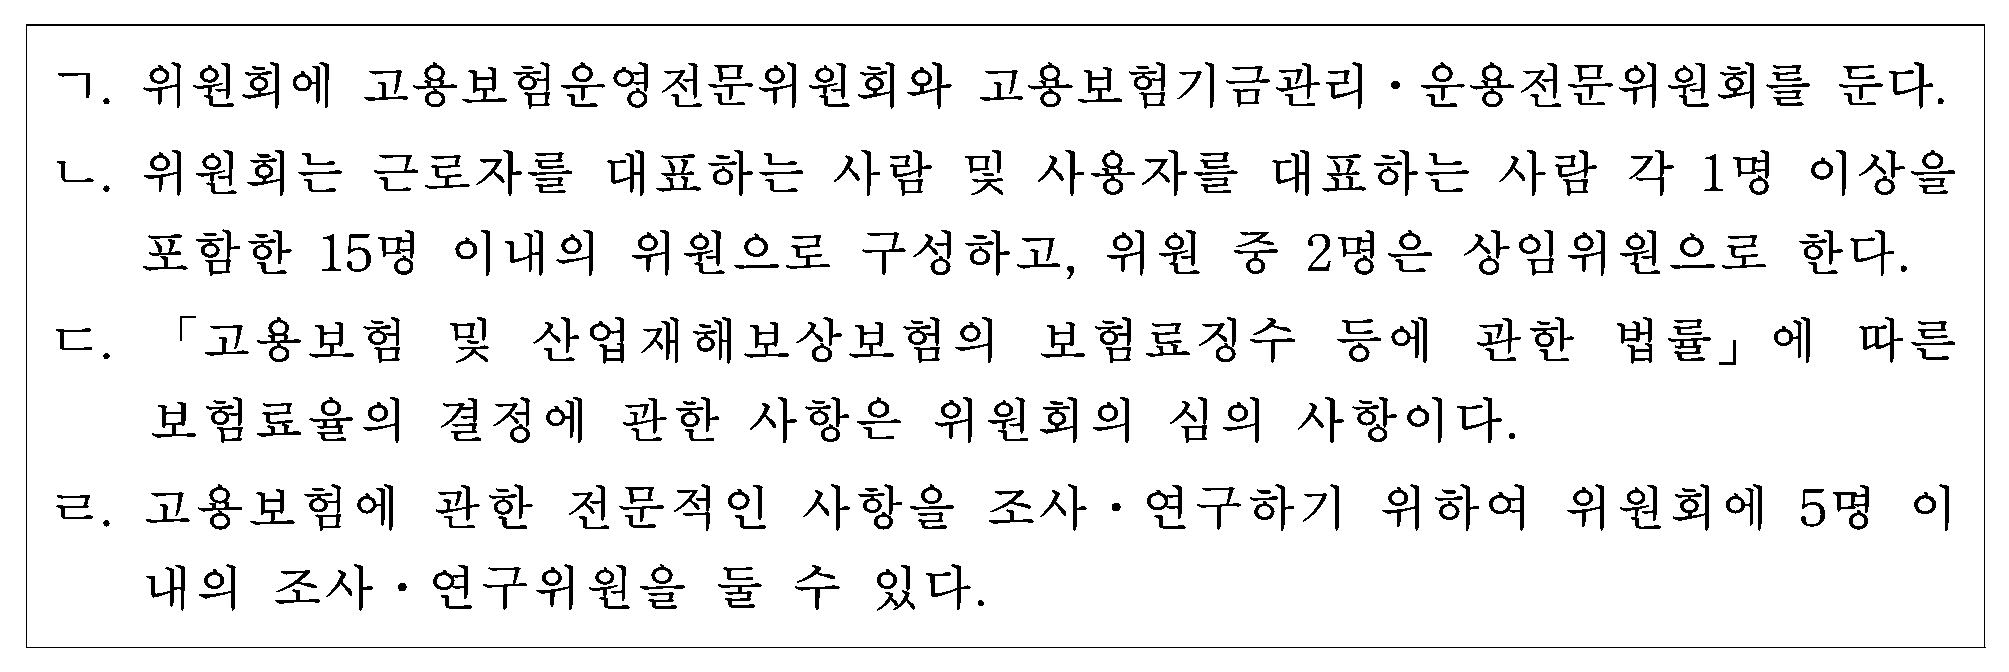 ㄱ. 위원회에 고용보험운영전문위원회와 고용보험기금관리・운용전문위원회를 둔다.
ㄴ. 위원회는 근로자를 대표하는 사람 및 사용자를 대표하는 사람 각 1명 이상을
포함한 15명 이내의 위원으로 구성하고, 위원 중 2명은 상임위원으로 한다.
ㄷ. 「고용보험 및 산업재해보상보험의 보험료징수 등에 관한 법률」에 따른
보험료율의 결정에 관한 사항은 위원회의 심의 사항이다.
ㄹ. 고용보험에 관한 전문적인 사항을 조사・연구하기 위하여 위원회에 5명 이
내의 조사・연구위원을 둘 수 있다.